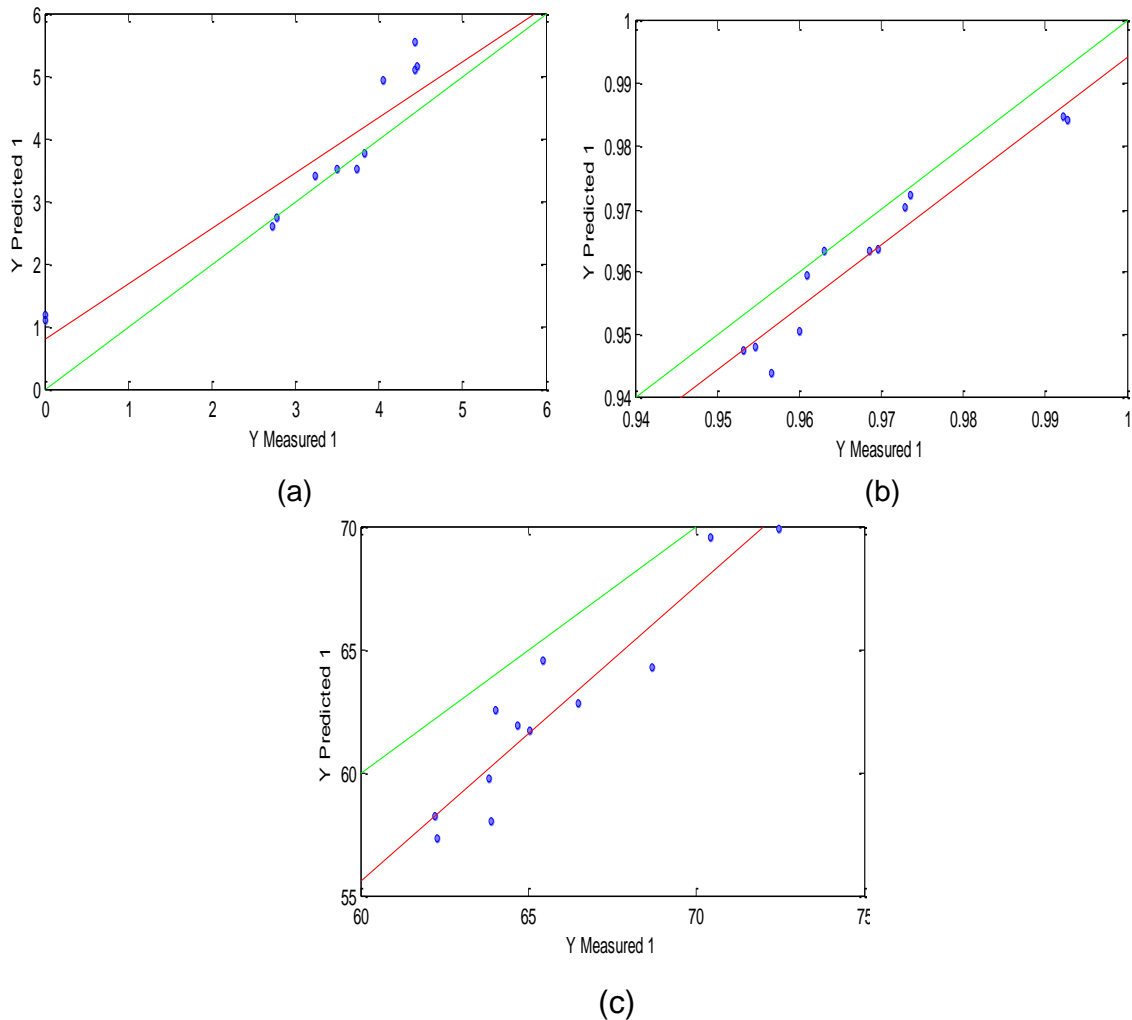 6
5
4
3
2
1
0
Y Predicted 1
0 1 2 3 4 5 6
Y Measured 1
(a)
1
0.99
0.98
0.97
0.96
0.95
0.94
Y Predicted 1
0.94 0.95 0.96 0.97 0.98 0.99 1
Y Measured 1
(b)
70
65
60
55
Y Predicted 1
60 65 70 75
Y Measured 1
(c)